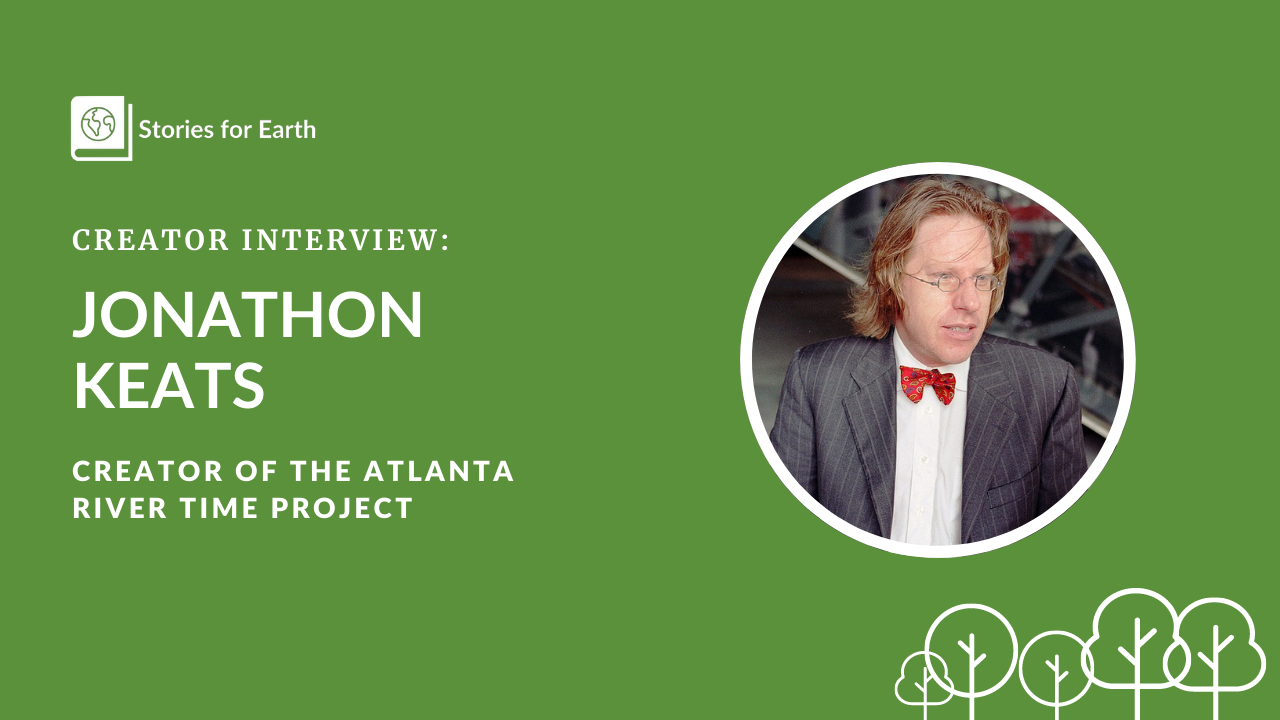 Stories for Earth
CREATOR INTERVIEW:
JONATHON
KEATS
CREATOR OF THE ATLANTA
RIVER TIME PROJECT